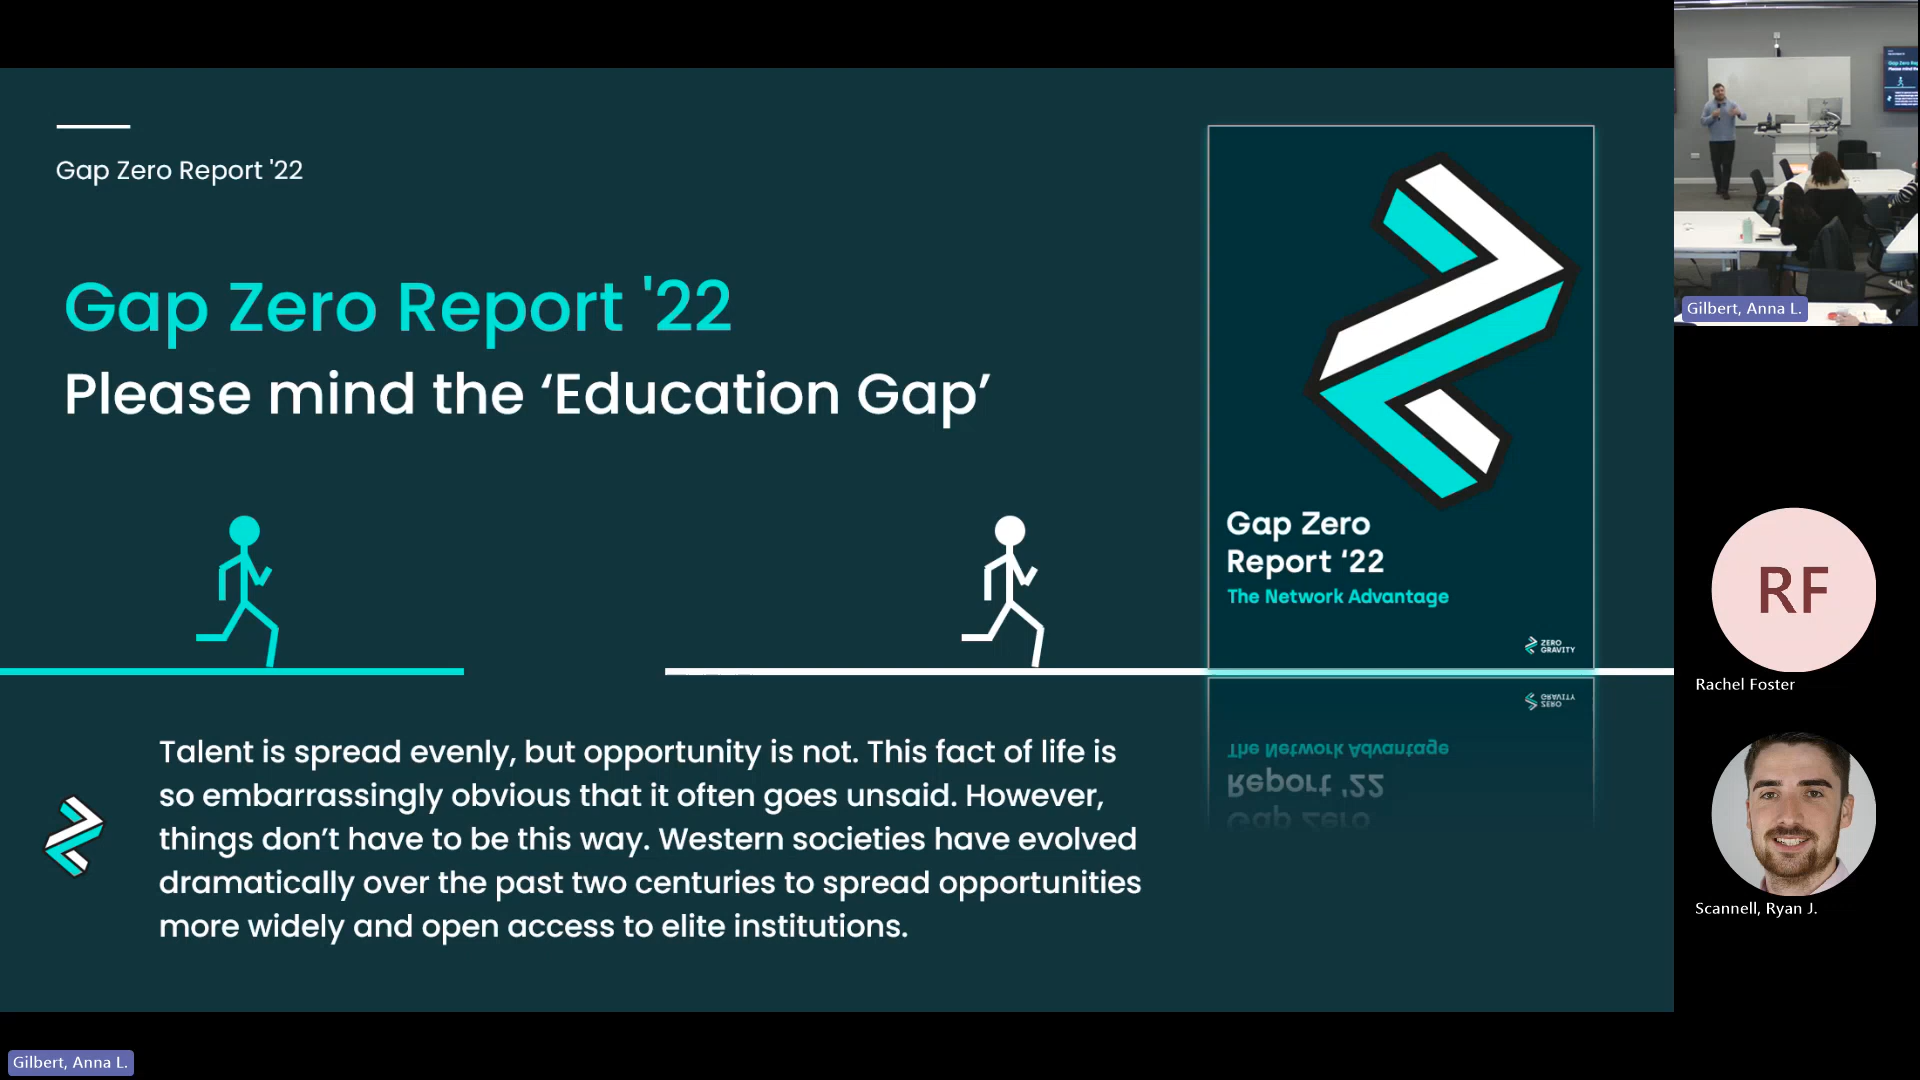 Gap Zero Report '22
Gap Zero Report '22
Please mind the ‘Education Gap’
Talent is spread evenly, but opportunity is not. This fact of life is
so embarrassingly obvious that it often goes unsaid. However,
things don’t have to be this way. Western societies have evolved
dramatically over the past two centuries to spread opportunities
more widely and open access to elite institutions.
Gap Zero
Report ‘22
The Network Advantage
ZERO
GRAVITY
Gilbert, Anna L.
RF
Rachel Foster
Scannell, Ryan J.
Gilbert, Anna L.